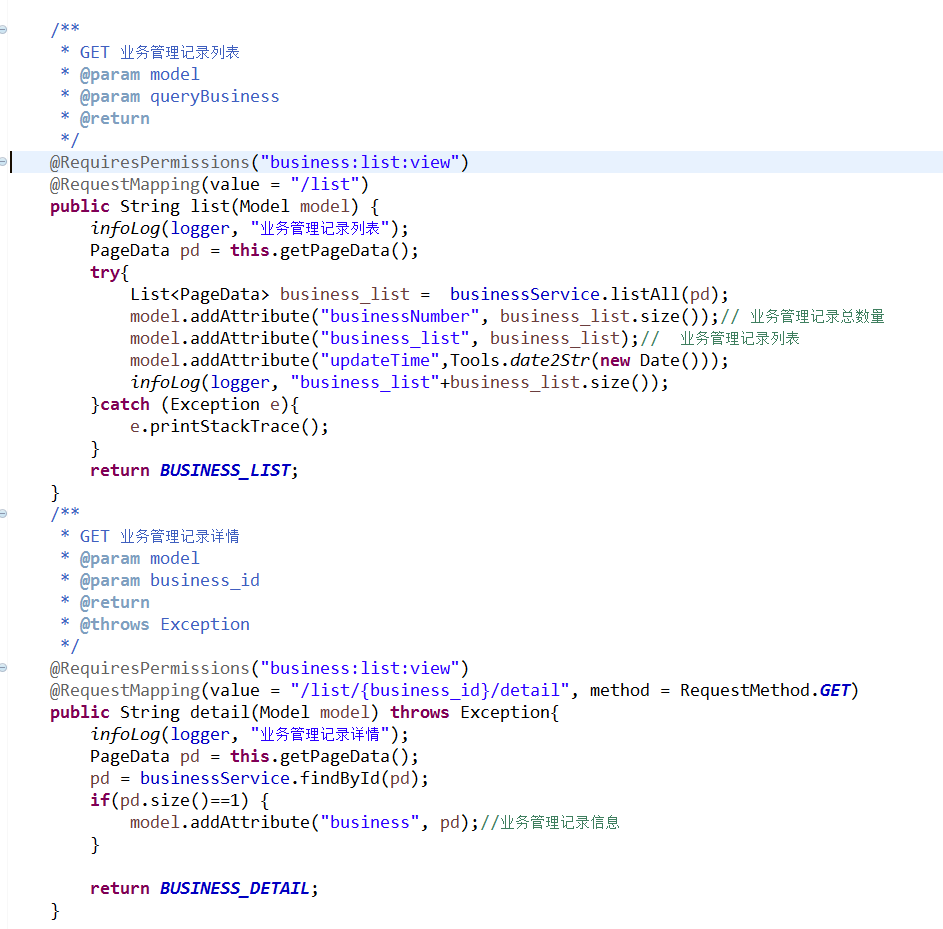 /**
 * GET 业务管理记录列表
 * @param model
 * @param queryBusiness
 * @return
 */
@RequiresPermissions("business:list:view")
@RequestMapping(value = "/list")
public String list(Model model) {
    infoLog(logger, "业务管理记录列表");
    PageData pd = this.getPageData();
    try{
        List<PageData> business_list =  businessService.listAll(pd);
        model.addAttribute("businessNumber", business_list.size());// 业务管理记录总数量
        model.addAttribute("business_list", business_list);//  业务管理记录列表
        model.addAttribute("updateTime",Tools.date2Str(new Date()));
        infoLog(logger, "business_list"+business_list.size());
    }catch (Exception e){
        e.printStackTrace();
    }
    return BUSINESS_LIST;
}
/**
 * GET 业务管理记录详情
 * @param model
 * @param business_id
 * @return
 * @throws Exception
 */
@RequiresPermissions("business:list:view")
@RequestMapping(value = "/list/{business_id}/detail", method = RequestMethod.GET)
public String detail(Model model) throws Exception{
    infoLog(logger, "业务管理记录详情");
    PageData pd = this.getPageData();
    pd = businessService.findById(pd);
    if(pd.size()==1) {
        model.addAttribute("business", pd);//业务管理记录信息
    }
    return BUSINESS_DETAIL;
}